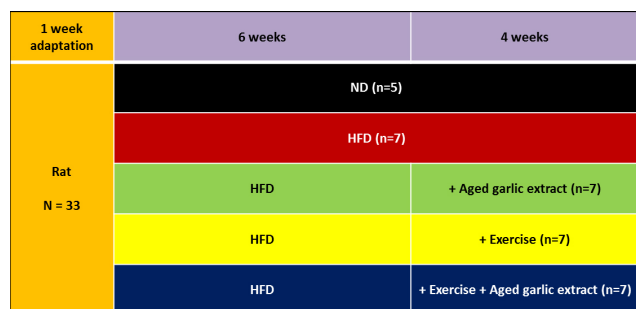 1 week
adaptation
6 weeks
4 weeks
Rat
N = 33
ND (n=5)
HFD (n=7)
HFD
+ Aged garlic extract (n=7)
HFD
+ Exercise (n=7)
HFD
+ Exercise + Aged garlic extract (n=7)